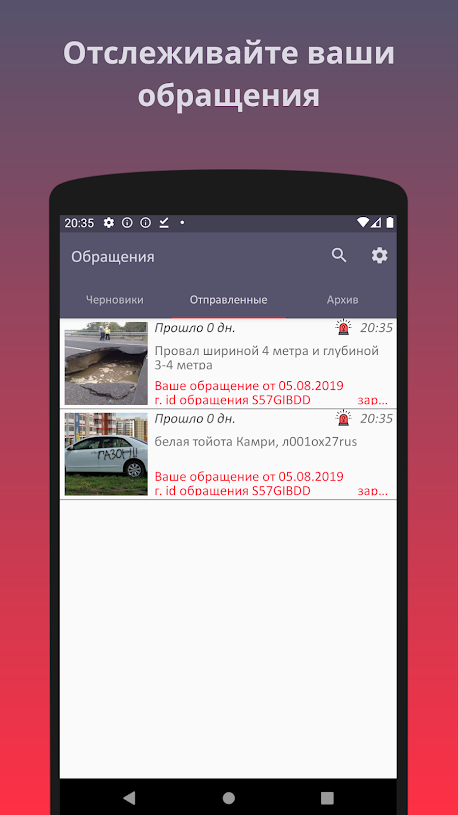 Отслеживайте ваши
обращения
20:35
Обращения
Черновики Отправленные Архив
Прошло 0 дн. 20:35
Провал шириной 4 метра и глубиной
3-4 метра
Ваше обращение от 05.08.2019
г. id обращения S57GIBDD зар...
Прошло 0 дн. 20:35
ГАЗОН!!!
белая тойота Камри, л001ох27rus
Ваше обращение от 05.08.2019
г. id обращения S57GIBDD зар...